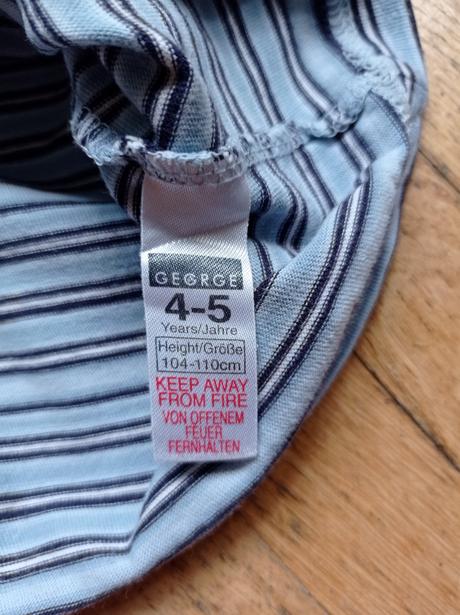 GEORGE
4-5
Years/Jahre
Height/Größe
104-110cm
KEEP AWAY
FROM FIRE
VON OFFENEM
FEUER
FERNHALTEN